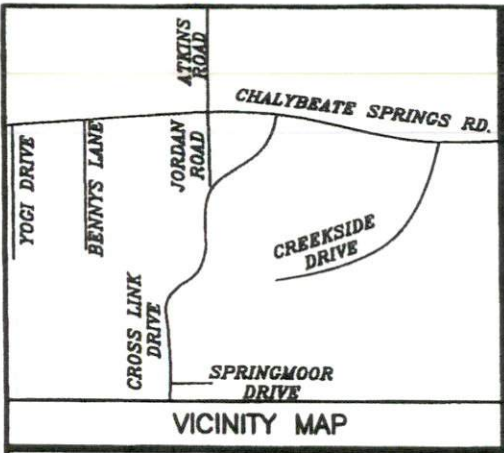 ATKINS
ROAD
CHALYBEATE SPRINGS RD.
YOGI DRIVE
BENNYS LANE
JORDAN
ROAD
CREEKSIDE
DRIVE
CROSS LINK
DRIVE
SPRINGMOOR
DRIVE
VICINITY MAP